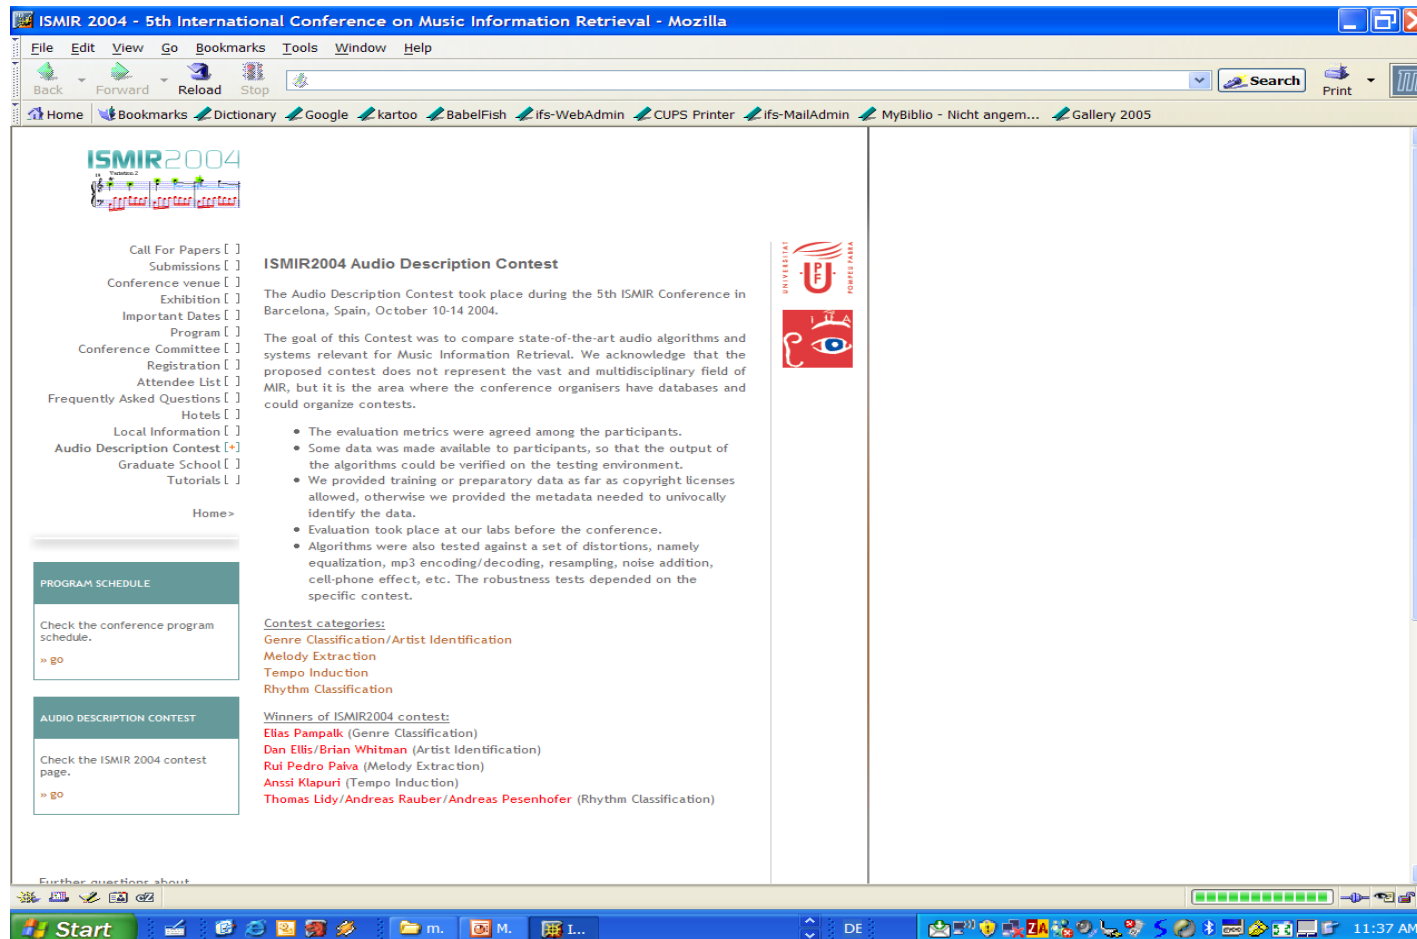 ISMIR 2004 - 5th International Conference on Music Information Retrieval - Mozilla
File Edit View Go Bookmarks Tools Window Help
Back Forward Reload Stop Search Print
Home Bookmarks Dictionary Google kartoo BabelFish ifs-WebAdmin CUPS Printer ifs-MailAdmin MyBiblio - Nicht angem... Gallery 2005
ISMIR2004
Variation 2
Call For Papers [ ]
Submissions [ ]
Conference venue [ ]
Exhibition [ ]
Important Dates [ ]
Program [ ]
Conference Committee [ ]
Registration [ ]
Attendee List [ ]
Frequently Asked Questions [ ]
Hotels [ ]
Local Information [ ]
Audio Description Contest [+]
Graduate School [ ]
Tutorials [ ]
Home>
PROGRAM SCHEDULE
Check the conference program
schedule.
» go
AUDIO DESCRIPTION CONTEST
Check the ISMIR 2004 contest
page.
» go
Further questions about
ISMIR2004 Audio Description Contest
The Audio Description Contest took place during the 5th ISMIR Conference in
Barcelona, Spain, October 10-14 2004.
The goal of this Contest was to compare state-of-the-art audio algorithms and
systems relevant for Music Information Retrieval. We acknowledge that the
proposed contest does not represent the vast and multidisciplinary field of
MIR, but it is the area where the conference organisers have databases and
could organize contests.
• The evaluation metrics were agreed among the participants.
• Some data was made available to participants, so that the output of
the algorithms could be verified on the testing environment.
• We provided training or preparatory data as far as copyright licenses
allowed, otherwise we provided the metadata needed to univocally
identify the data.
• Evaluation took place at our labs before the conference.
• Algorithms were also tested against a set of distortions, namely
equalization, mp3 encoding/decoding, resampling, noise addition,
cell-phone effect, etc. The robustness tests depended on the
specific contest.
Contest categories:
Genre Classification/Artist Identification
Melody Extraction
Tempo Induction
Rhythm Classification
Winners of ISMIR2004 contest:
Elias Pampalk (Genre Classification)
Dan Ellis/Brian Whitman (Artist Identification)
Rui Pedro Paiva (Melody Extraction)
Anssi Klapuri (Tempo Induction)
Thomas Lidy/Andreas Rauber/Andreas Pesenhofer (Rhythm Classification)
UNIVERSITAT
UPF
POMPEU FABRA
I U A
Start m. M. I... DE ZA 11:37 AM